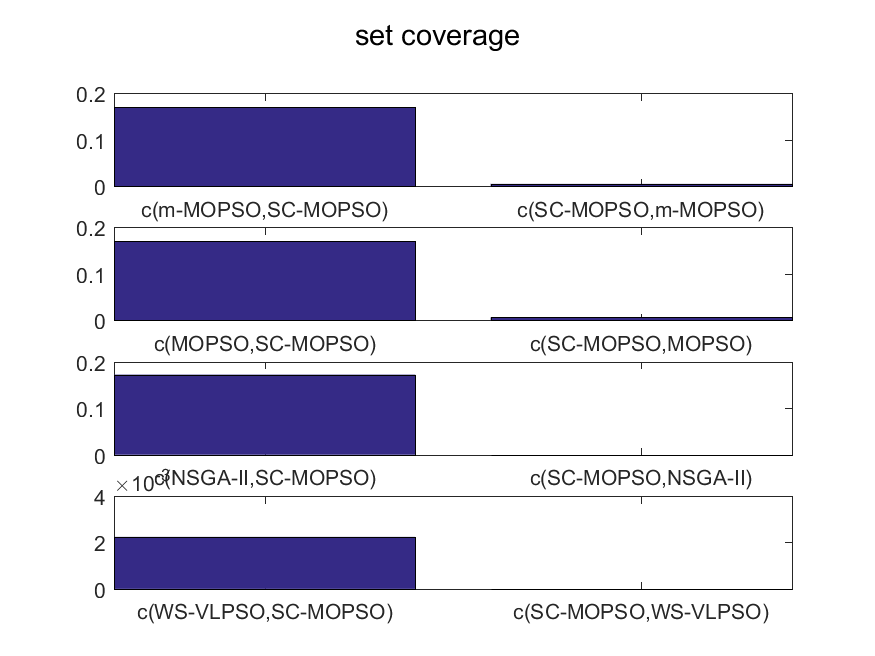 set coverage
0.2
0.1
0
c(m-MOPSO,SC-MOPSO) c(SC-MOPSO,m-MOPSO)
0.2
0.1
0
c(MOPSO,SC-MOPSO) c(SC-MOPSO,MOPSO)
0.2
0.1
0
c(NSGA-II,SC-MOPSO) c(SC-MOPSO,NSGA-II)
×10-3
4
2
0
c(WS-VLPSO,SC-MOPSO) c(SC-MOPSO,WS-VLPSO)